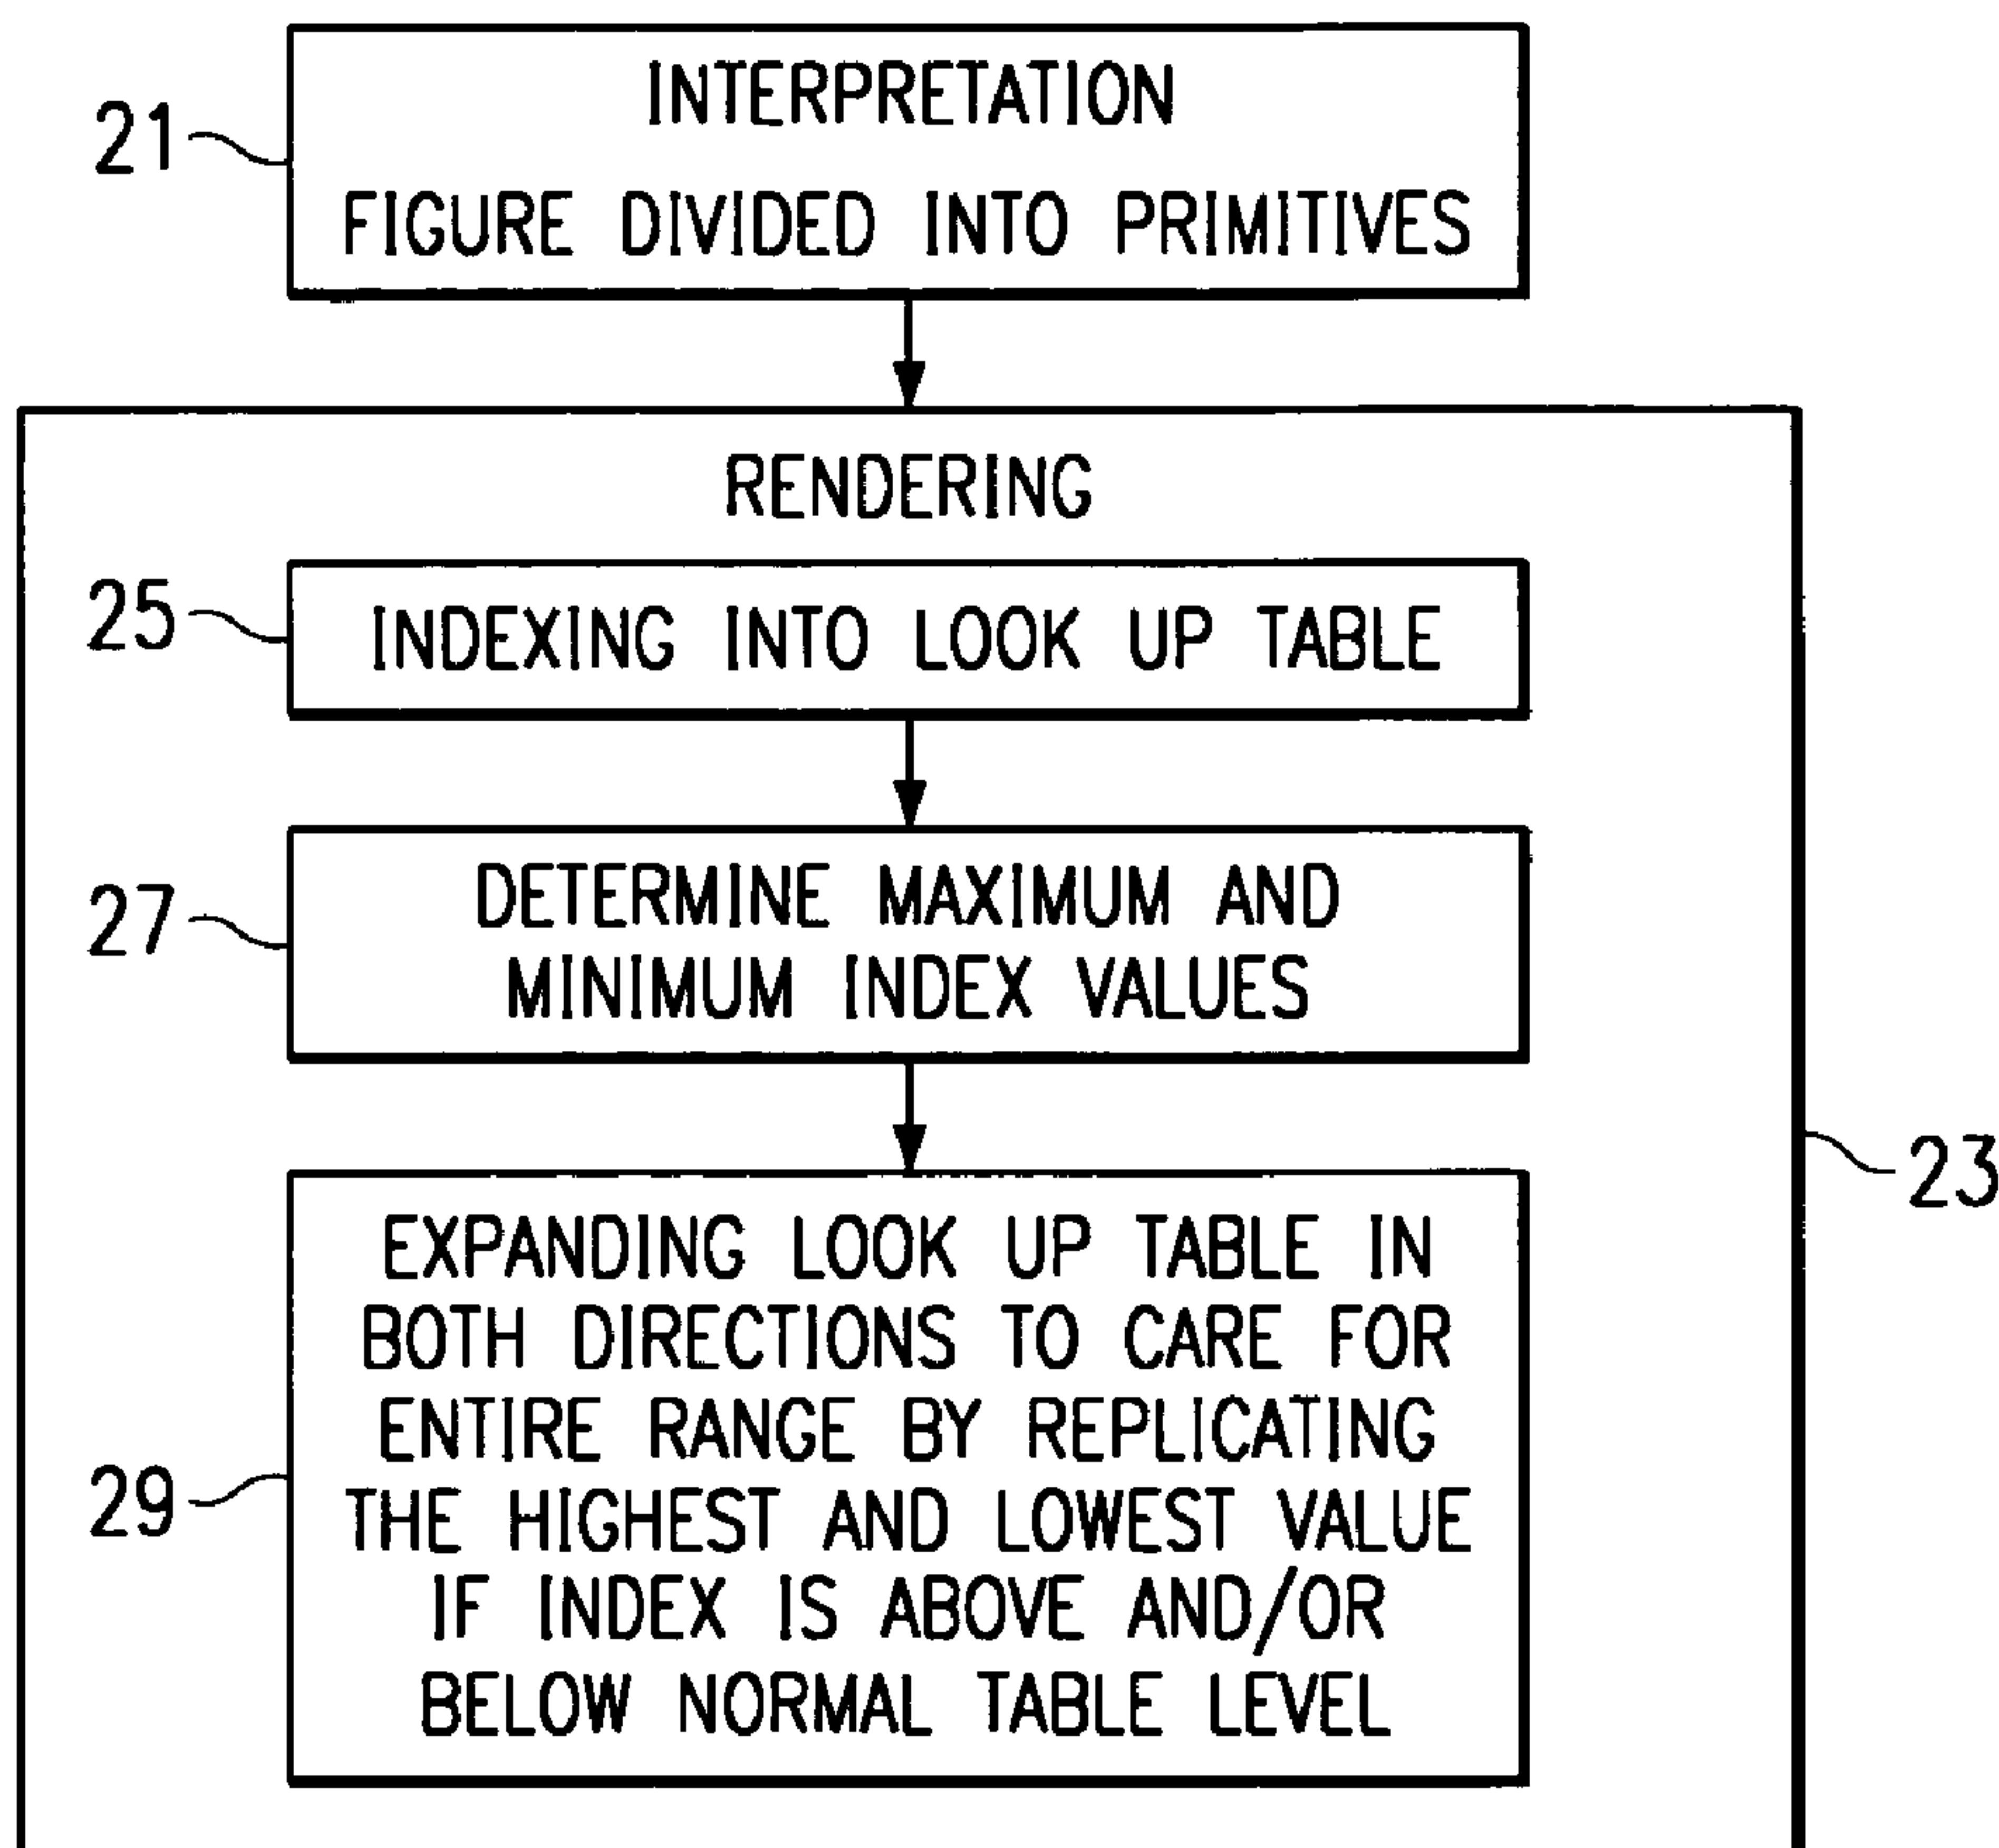 21
INTERPRETATION
FIGURE DIVIDED INTO PRIMITIVES
RENDERING
25
INDEXING INTO LOOK UP TABLE
27
DETERMINE MAXIMUM AND
MINIMUM INDEX VALUES
23
29
EXPANDING LOOK UP TABLE IN
BOTH DIRECTIONS TO CARE FOR
ENTIRE RANGE BY REPLICATING
THE HIGHEST AND LOWEST VALUE
IF INDEX IS ABOVE AND/OR
BELOW NORMAL TABLE LEVEL